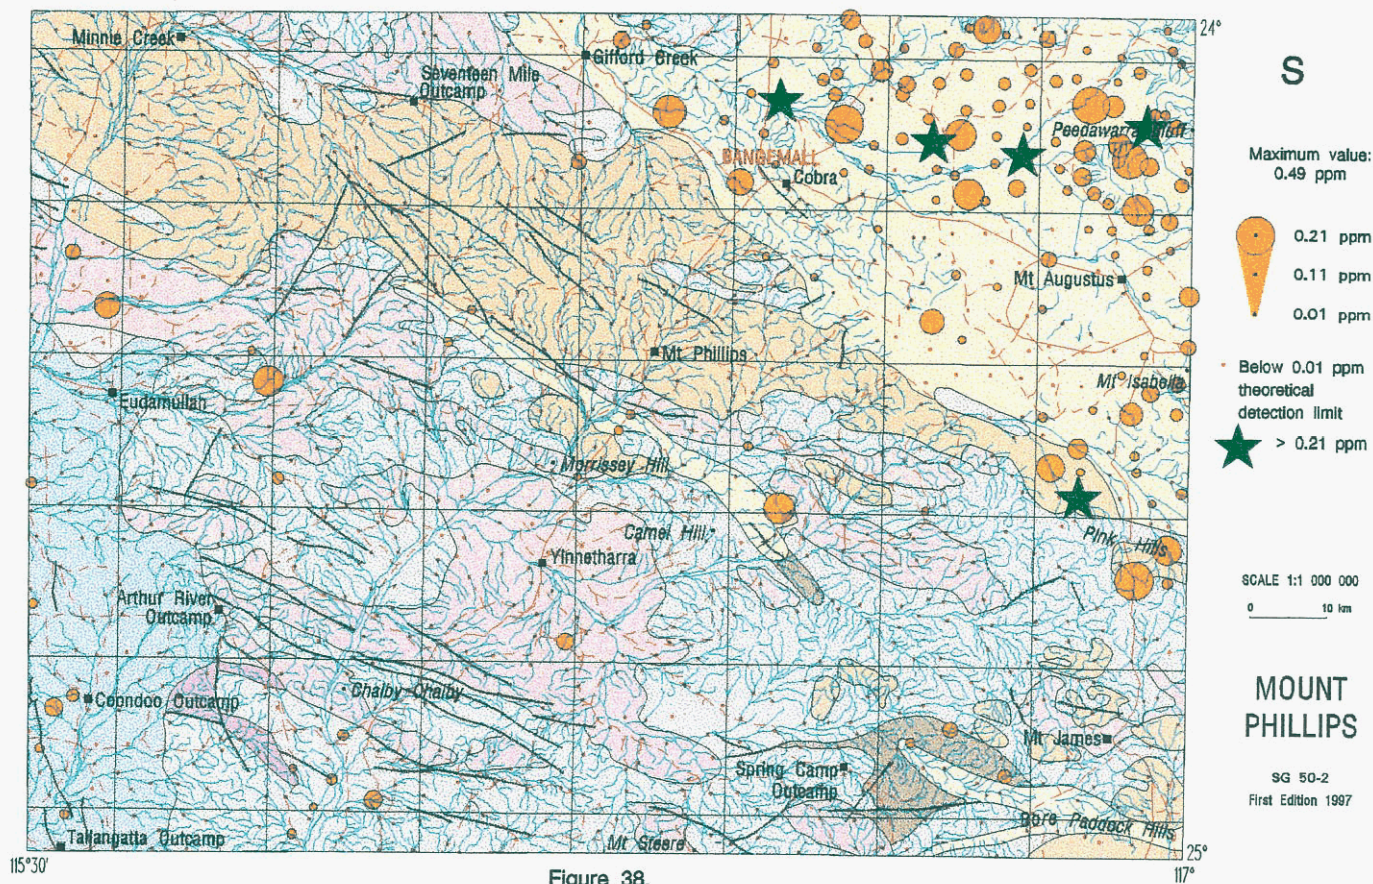 24°
Minnie Creek
Gifford Creek
Seventeen Mile
Outcamp
Peedawarra Bluff
BANGEMALL
Cobra
Mt Augustus
Mt Phillips
Mt Isabella
Eudamullah
Morrissey Hill
Camel Hill
Pink Hills
Yinnetharra
Arthur River
Outcamp
Coondoo Outcamp
Chalby Chalby
Mt James
Spring Camp
Outcamp
Bore Paddock Hills
Tallangatta Outcamp
Mt Steere
25°
115°30'
117°
S
Maximum value:
0.49 ppm
0.21 ppm
0.11 ppm
0.01 ppm
Below 0.01 ppm
theoretical
detection limit
> 0.21 ppm
SCALE 1:1 000 000
0 10 km
MOUNT
PHILLIPS
SG 50-2
First Edition 1997
Figure 38.